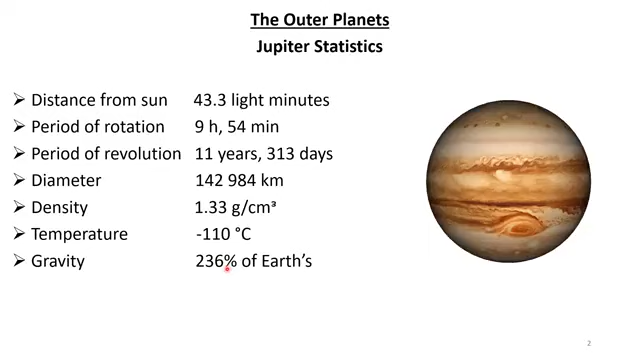 The Outer Planets
Jupiter Statistics
➢ Distance from sun 43.3 light minutes
➢ Period of rotation 9 h, 54 min
➢ Period of revolution 11 years, 313 days
➢ Diameter 142 984 km
➢ Density 1.33 g/cm³
➢ Temperature -110 °C
➢ Gravity 236% of Earth's
2